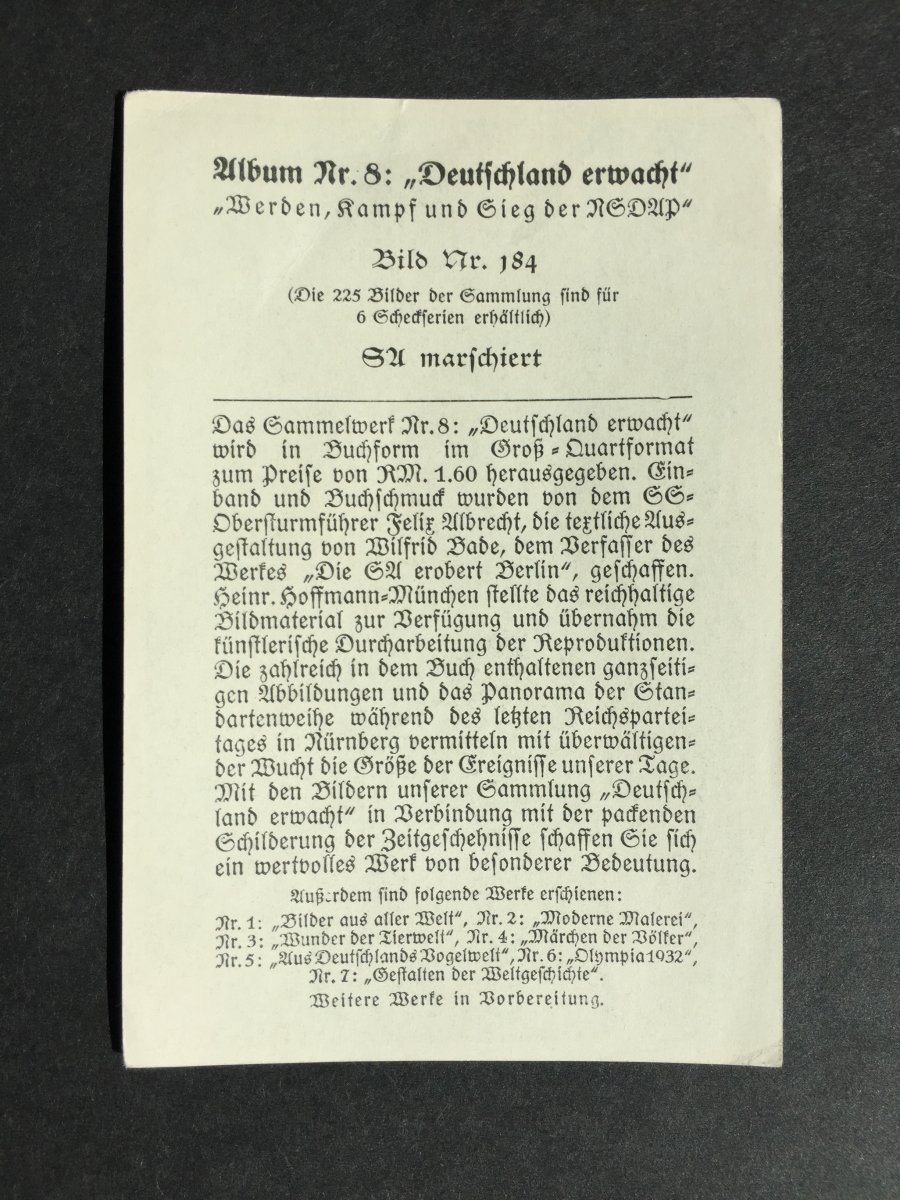 Album Nr. 8: „Deutschland erwacht“
„Werden, Kampf und Sieg der NSDAP“
Bild Nr. 184
(Die 225 Bilder der Sammlung sind für
6 Scheckserien erhältlich)
SA marschiert
Das Sammelwerk Nr. 8: „Deutschland erwacht“
wird in Buchform im Groß-Quartformat
zum Preise von RM. 1.60 herausgegeben. Ein-
band und Buchschmuck wurden von dem SS-
Obersturmführer Felix Albrecht, die textliche Aus-
gestaltung von Wilfrid Bade, dem Verfasser des
Werkes „Die SA erobert Berlin“, geschaffen.
Heinr. Hoffmann-München stellte das reichhaltige
Bildmaterial zur Verfügung und übernahm die
künstlerische Durcharbeitung der Reproduktionen.
Die zahlreich in dem Buch enthaltenen ganzseiti-
gen Abbildungen und das Panorama der Stan-
dartenweihe während des letzten Reichspartei-
tages in Nürnberg vermitteln mit überwältigen-
der Wucht die Größe der Ereignisse unserer Tage.
Mit den Bildern unserer Sammlung „Deutsch-
land erwacht“ in Verbindung mit der packenden
Schilderung der Zeitgeschehnisse schaffen Sie sich
ein wertvolles Werk von besonderer Bedeutung.
Außerdem sind folgende Werke erschienen:
Nr. 1: „Bilder aus aller Welt“, Nr. 2: „Moderne Malerei“,
Nr. 3: „Wunder der Tierwelt“, Nr. 4: „Märchen der Völker“,
Nr. 5: „Aus Deutschlands Vogelwelt“, Nr. 6: „Olympia 1932“,
Nr. 7: „Gestalten der Weltgeschichte“.
Weitere Werke in Vorbereitung.